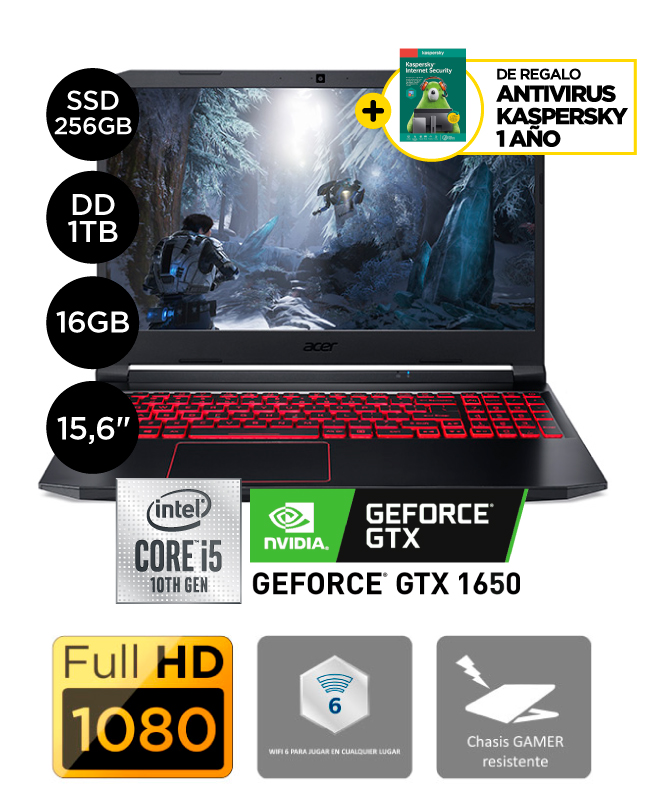 kaspersky
Kaspersky
Internet Security
DE REGALO
ANTIVIRUS
KASPERSKY
1 AÑO
+
SSD
256GB
DD
1TB
16GB
15,6"
acer
intel®
CORE™ i5
10TH GEN
NVIDIA.
GEFORCE®
GTX
GEFORCE® GTX 1650
Full HD
1080
6
WIFI 6 PARA JUGAR EN CUALQUIER LUGAR
Chasis GAMER
resistente